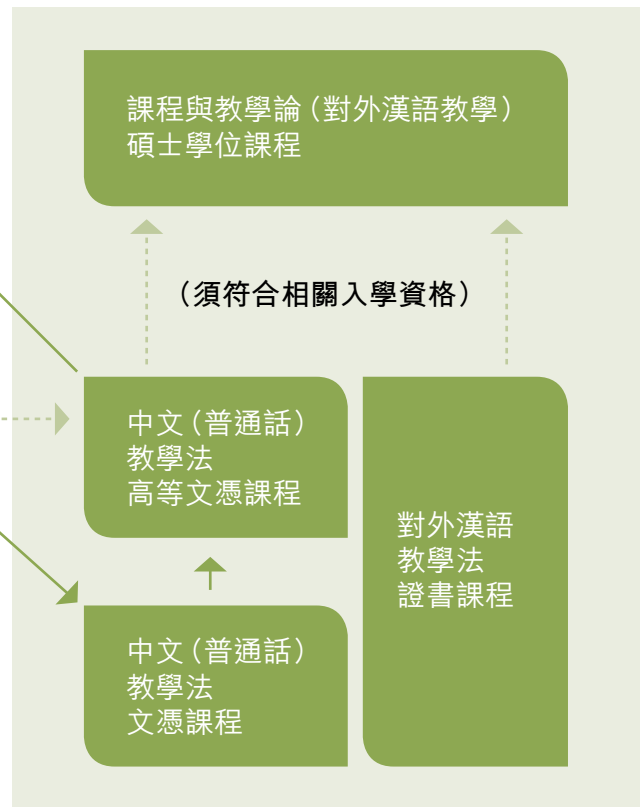 課程與教學論（對外漢語教學）
碩士學位課程
（須符合相關入學資格）
中文（普通話）
教學法
高等文憑課程
對外漢語
教學法
證書課程
中文（普通話）
教學法
文憑課程